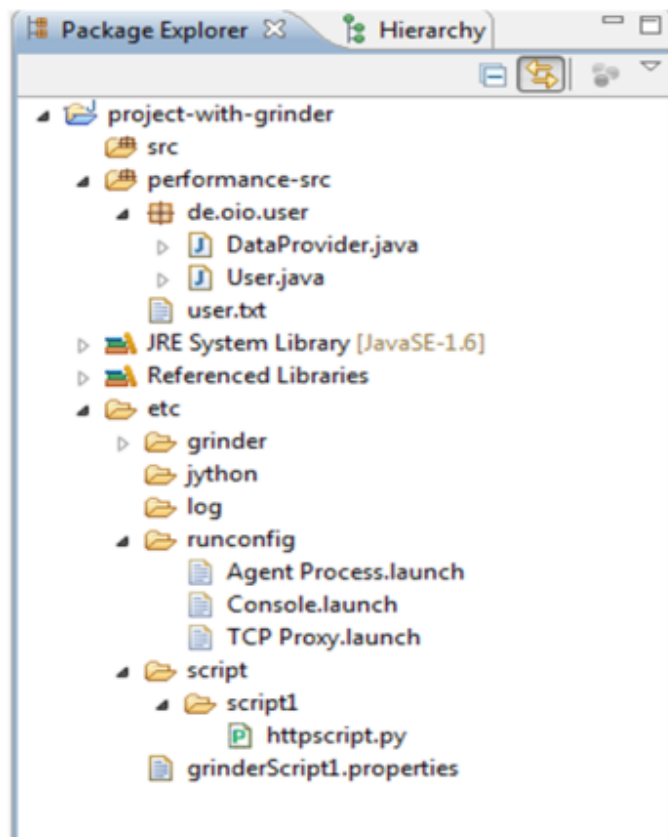 Package Explorer Hierarchy
project-with-grinder
src
performance-src
de.oio.user
DataProvider.java
User.java
user.txt
JRE System Library [JavaSE-1.6]
Referenced Libraries
etc
grinder
jython
log
runconfig
Agent Process.launch
Console.launch
TCP Proxy.launch
script
script1
httpscript.py
grinderScript1.properties